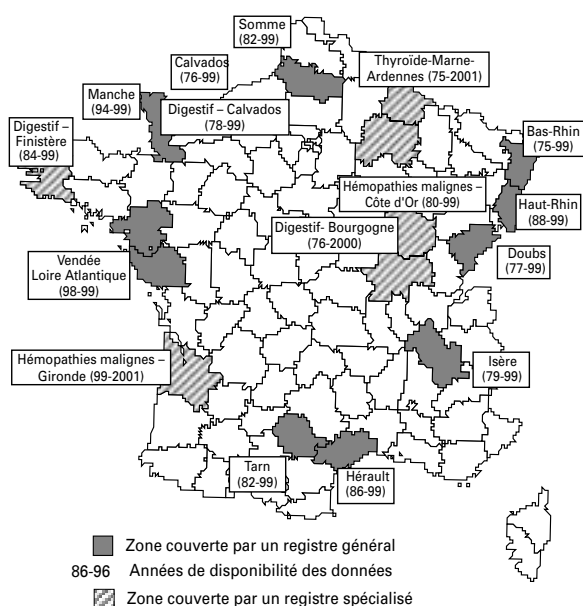 Somme
(82-99)
Calvados
(76-99)
Thyroïde-Marne-
Ardennes (75-2001)
Manche
(94-99)
Digestif – Calvados
(78-99)
Digestif –
Finistère
(84-99)
Bas-Rhin
(75-99)
Hémopathies malignes –
Côte d'Or (80-99)
Haut-Rhin
(88-99)
Digestif- Bourgogne
(76-2000)
Doubs
(77-99)
Vendée
Loire Atlantique
(98-99)
Hémopathies malignes –
Gironde (99-2001)
Isère
(79-99)
Tarn
(82-99)
Hérault
(86-99)
Zone couverte par un registre général
86-96 Années de disponibilité des données
Zone couverte par un registre spécialisé